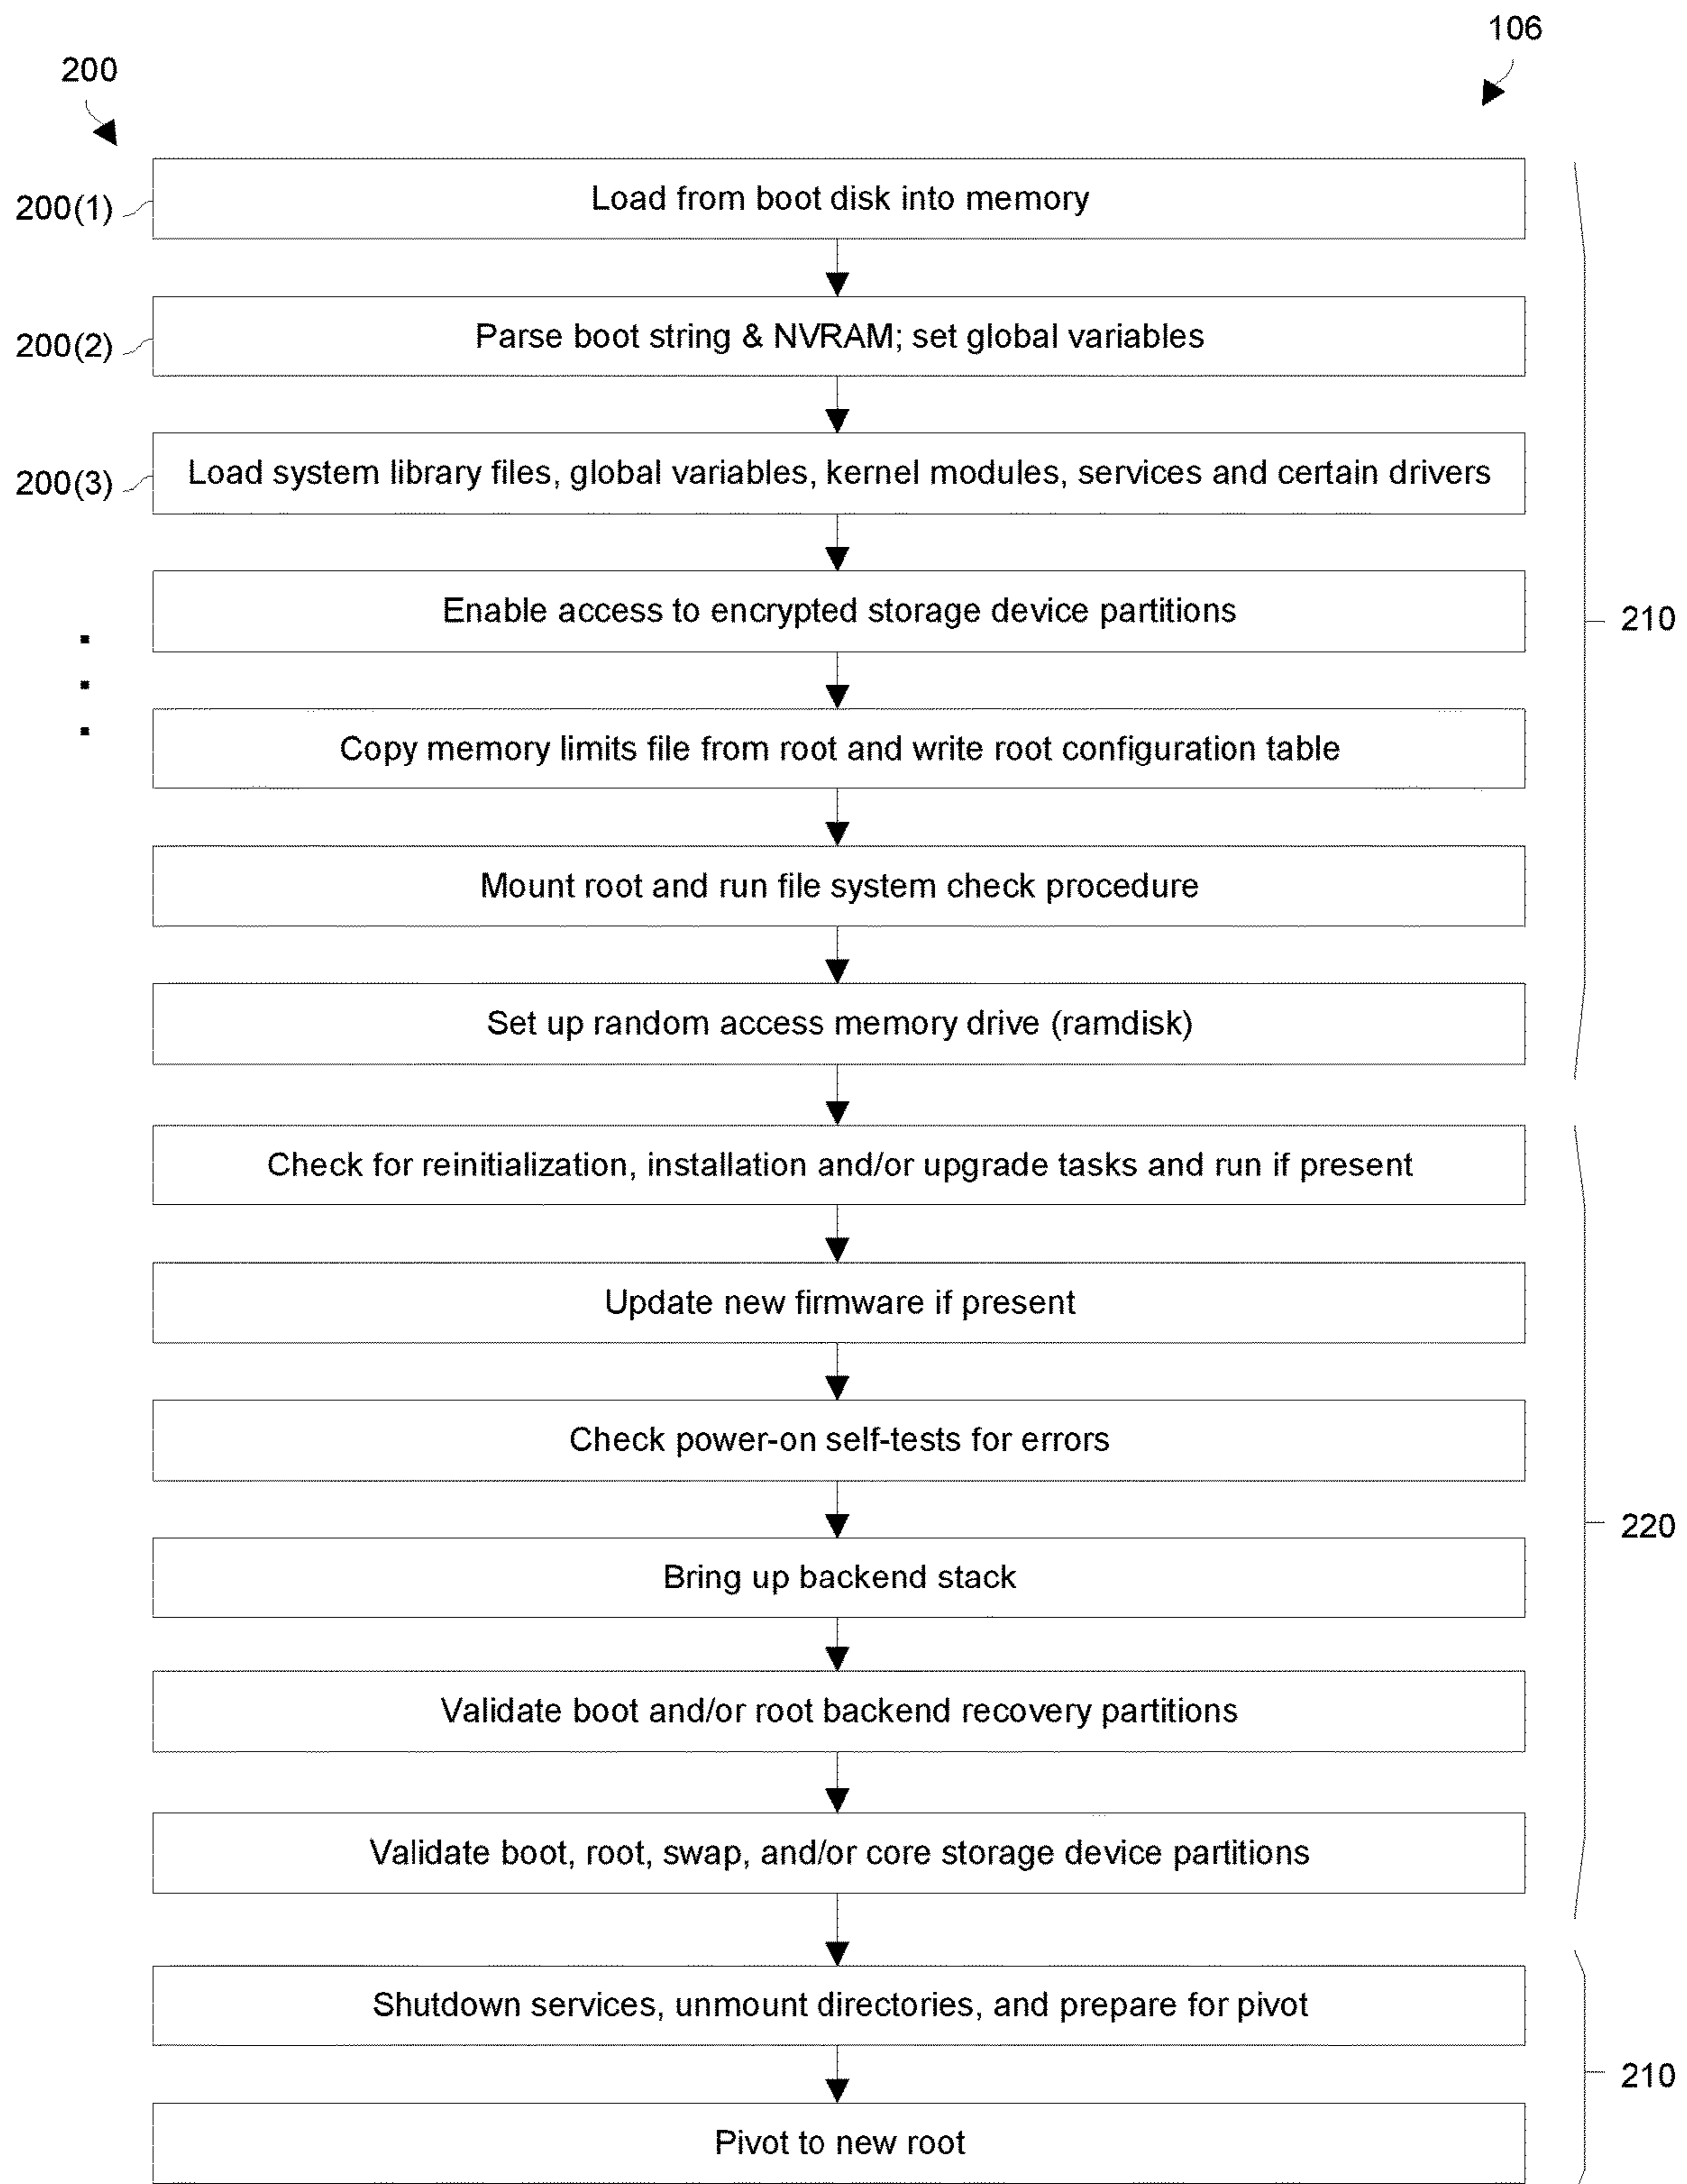 106
200
200(1)
Load from boot disk into memory
200(2)
Parse boot string & NVRAM; set global variables
200(3)
Load system library files, global variables, kernel modules, services and certain drivers
Enable access to encrypted storage device partitions
210
Copy memory limits file from root and write root configuration table
Mount root and run file system check procedure
Set up random access memory drive (ramdisk)
Check for reinitialization, installation and/or upgrade tasks and run if present
Update new firmware if present
Check power-on self-tests for errors
220
Bring up backend stack
Validate boot and/or root backend recovery partitions
Validate boot, root, swap, and/or core storage device partitions
Shutdown services, unmount directories, and prepare for pivot
210
Pivot to new root